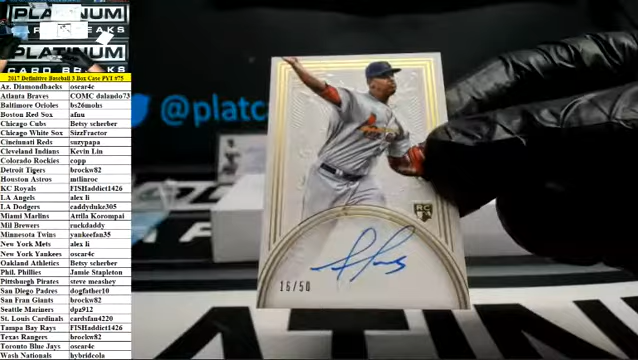 PLATINUM
PLATINUM
CARD BREAKS
2017 Definitive Baseball 3 Box Case PYT #75
Az. Diamondbacks oscar4c
Atlanta Braves COMC dalando73
Baltimore Orioles bs26mohs
Boston Red Sox afuu
Chicago Cubs Betsy scherber
Chicago White Sox SizzFractor
Cincinnati Reds suzypapa
Cleveland Indians Kevin Lin
Colorado Rockies copp
Detroit Tigers brockw82
Houston Astros mtlinroc
KC Royals FISHaddict1426
LA Angels alex li
LA Dodgers caddyduke305
Miami Marlins Attila Korompai
Mil Brewers ruckdaddy
Minnesota Twins yankeefan35
New York Mets alex li
New York Yankees oscar4c
Oakland Athletics Betsy scherber
Phil. Phillies Jamie Stapleton
Pittsburgh Pirates steve meashey
San Diego Padres dogfather10
San Fran Giants brockw82
Seattle Mariners dpz912
St. Louis Cardinals cardsfan4220
Tampa Bay Rays FISHaddict1426
Texas Rangers brockw82
Toronto Blue Jays oscar4c
Wash Nationals hybridcola
@platc
RC
16/50